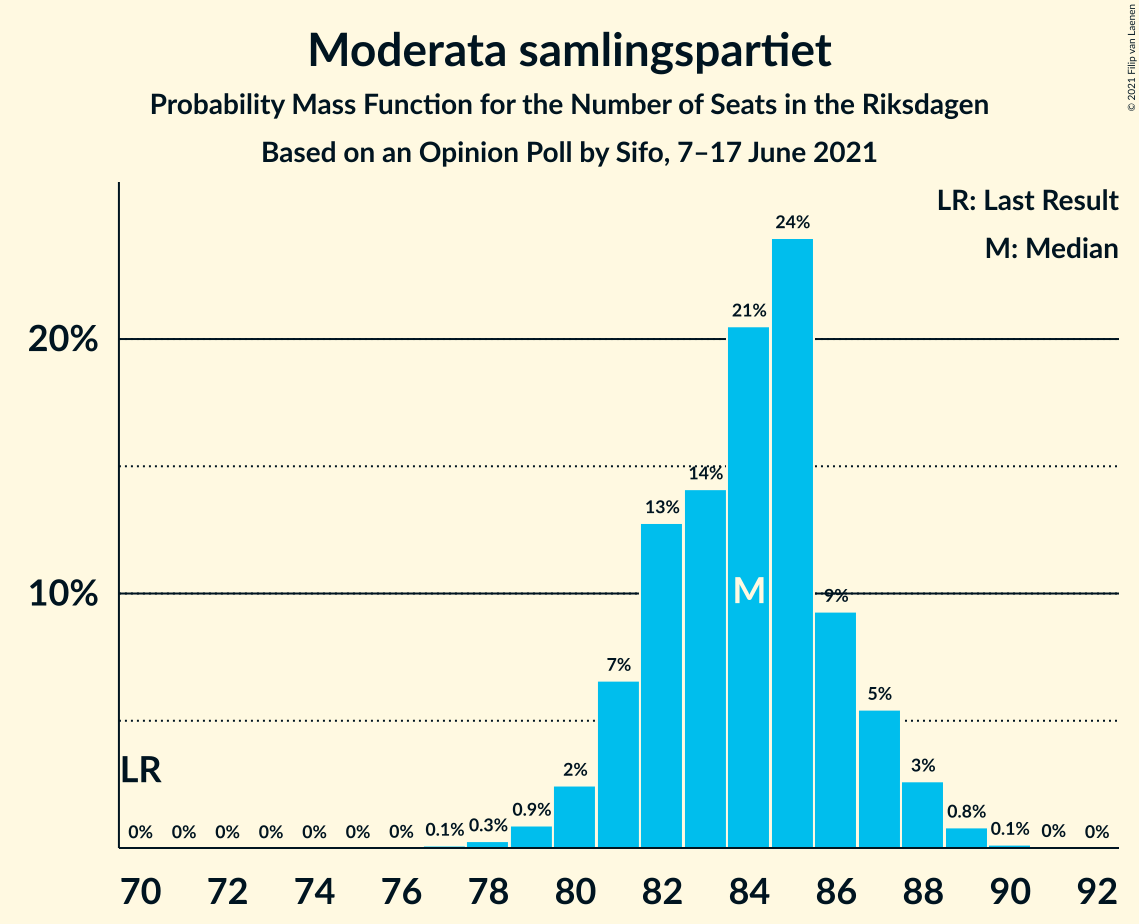 Moderata samlingspartiet
Probability Mass Function for the Number of Seats in the Riksdagen
Based on an Opinion Poll by Sifo, 7–17 June 2021
© 2021 Filip van Laenen
LR: Last Result
M: Median
20%
10%
LR
0% 0% 0% 0% 0% 0% 0% 0.1% 0.3% 0.9% 2% 7% 13% 14% 21% 24% 9% 5% 3% 0.8% 0.1% 0% 0%
M
70 72 74 76 78 80 82 84 86 88 90 92